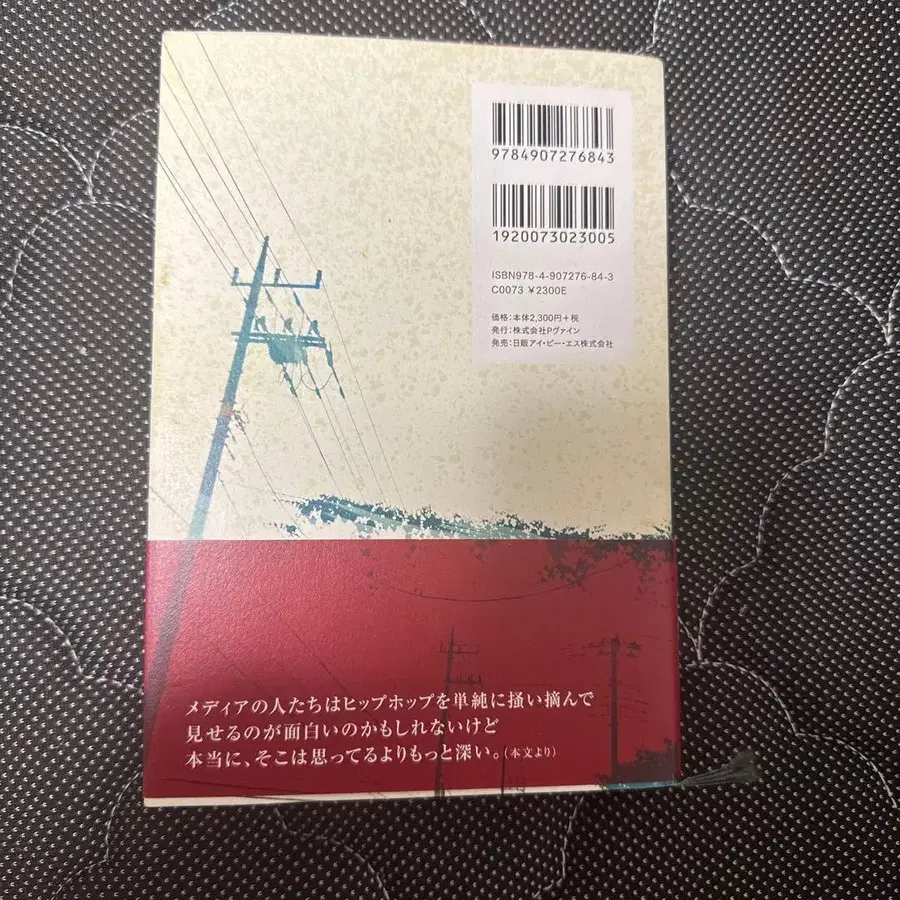 9784907276843
1920073023005
ISBN978-4-907276-84-3
C0073 ¥2300E
価格:本体2,300円+税
発行:株式会社Pヴァイン
発売:日販アイ・ピー・エス株式会社
メディアの人たちはヒップホップを単純に掻い摘んで
見せるのが面白いのかもしれないけど
本当に、そこは思ってるよりもっと深い。(本文より)